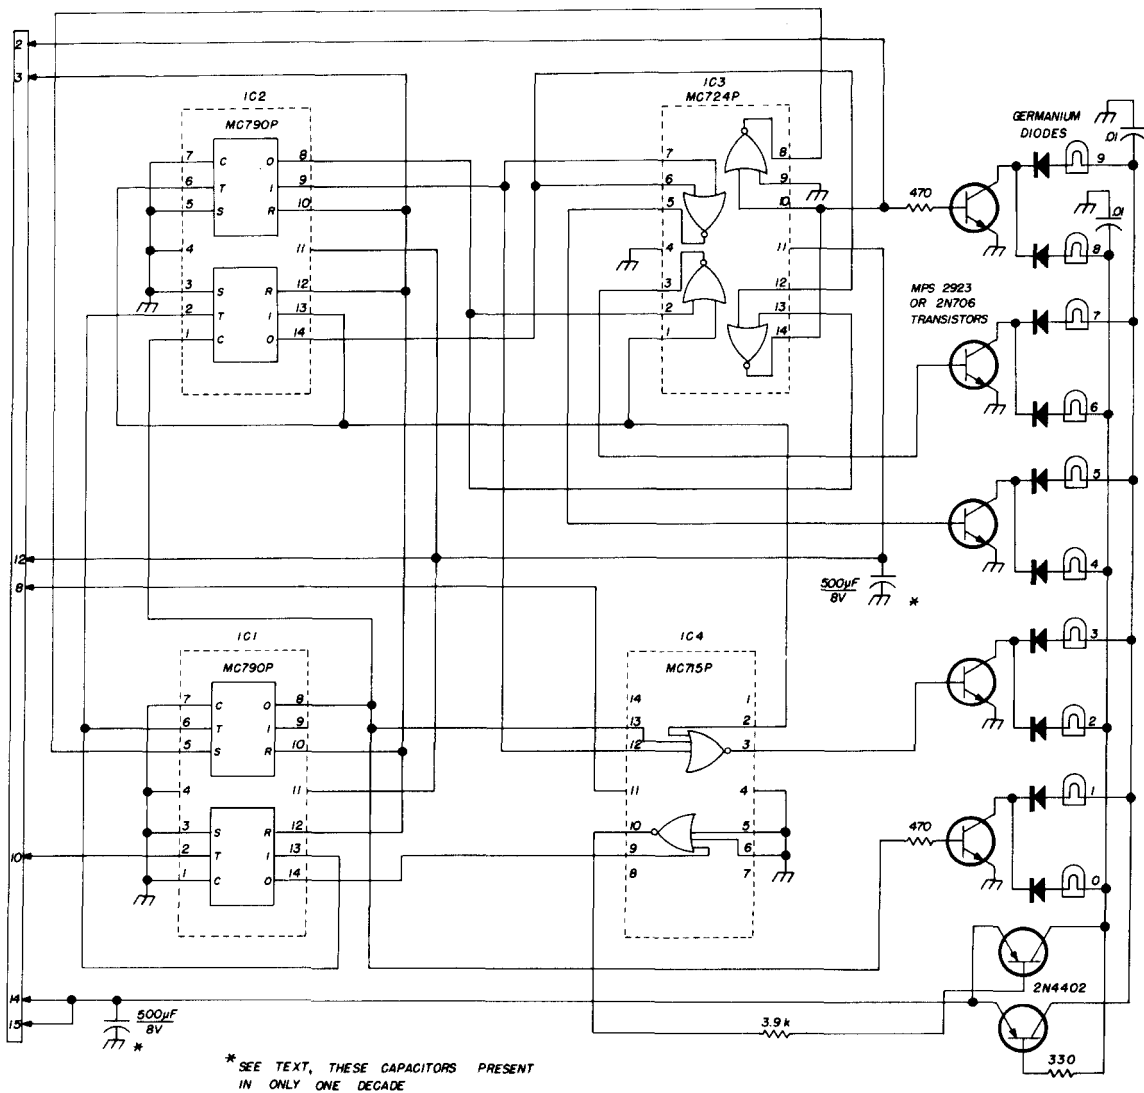 2
3
IC2
MC790P
7 C O 8
6 T I 9
5 S R 10
4 11
3 S R 12
2 T I 13
1 C O 14
IC3
MC724P
7
8
6
9
5
10
4
11
3
12
2
13
1
14
GERMANIUM
DIODES
.01
.01
470
9
8
MPS 2923
OR 2N706
TRANSISTORS
7
6
5
4
12
8
500µF
8V
*
IC1
MC790P
7 C O 8
6 T I 9
5 S R 10
4 11
3 S R 12
2 T I 13
1 C O 14
IC4
MC715P
14 1
13 2
12 3
11 4
10 5
9 6
8 7
3
2
470
1
0
10
14
15
500µF
8V
*
2N4402
3.9k
330
* SEE TEXT, THESE CAPACITORS PRESENT
IN ONLY ONE DECADE